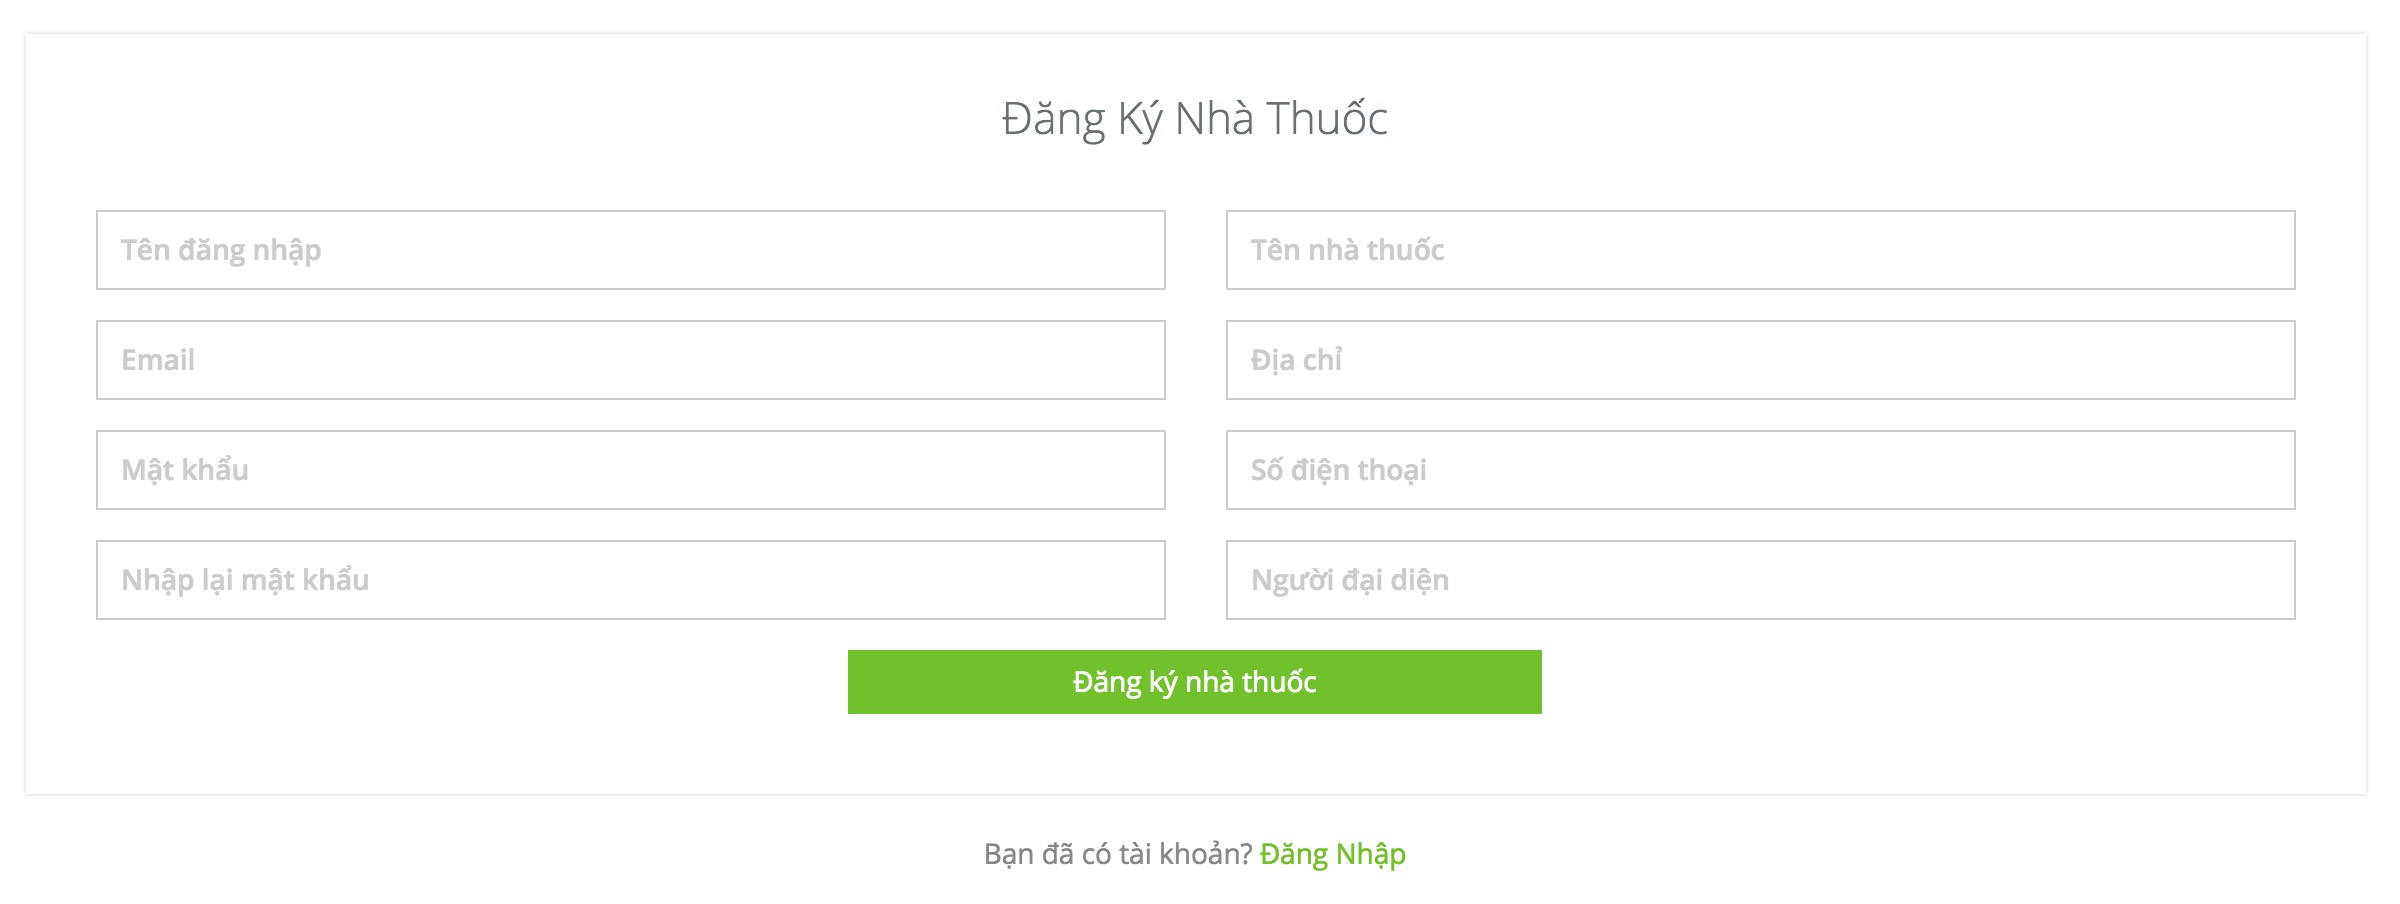 Đăng Ký Nhà Thuốc
Tên đăng nhập
Tên nhà thuốc
Email
Địa chỉ
Mật khẩu
Số điện thoại
Nhập lại mật khẩu
Người đại diện
Đăng ký nhà thuốc
Bạn đã có tài khoản? Đăng Nhập